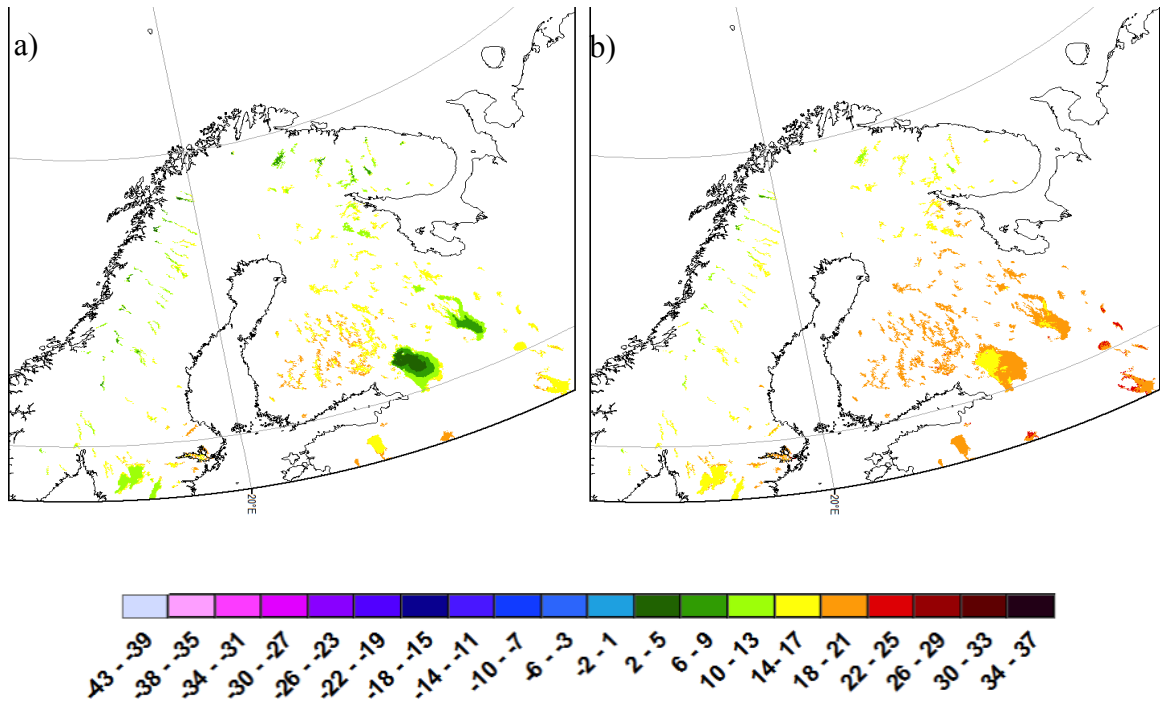 a)
b)
20°E
20°E
-43 - -39
-38 - -35
-34 - -31
-30 - -27
-26 - -23
-22 - -19
-18 - -15
-14 - -11
-10 - -7
-6 - -3
-2 - 1
2 - 5
6 - 9
10 - 13
14- 17
18 - 21
22 - 25
26 - 29
30 - 33
34 - 37